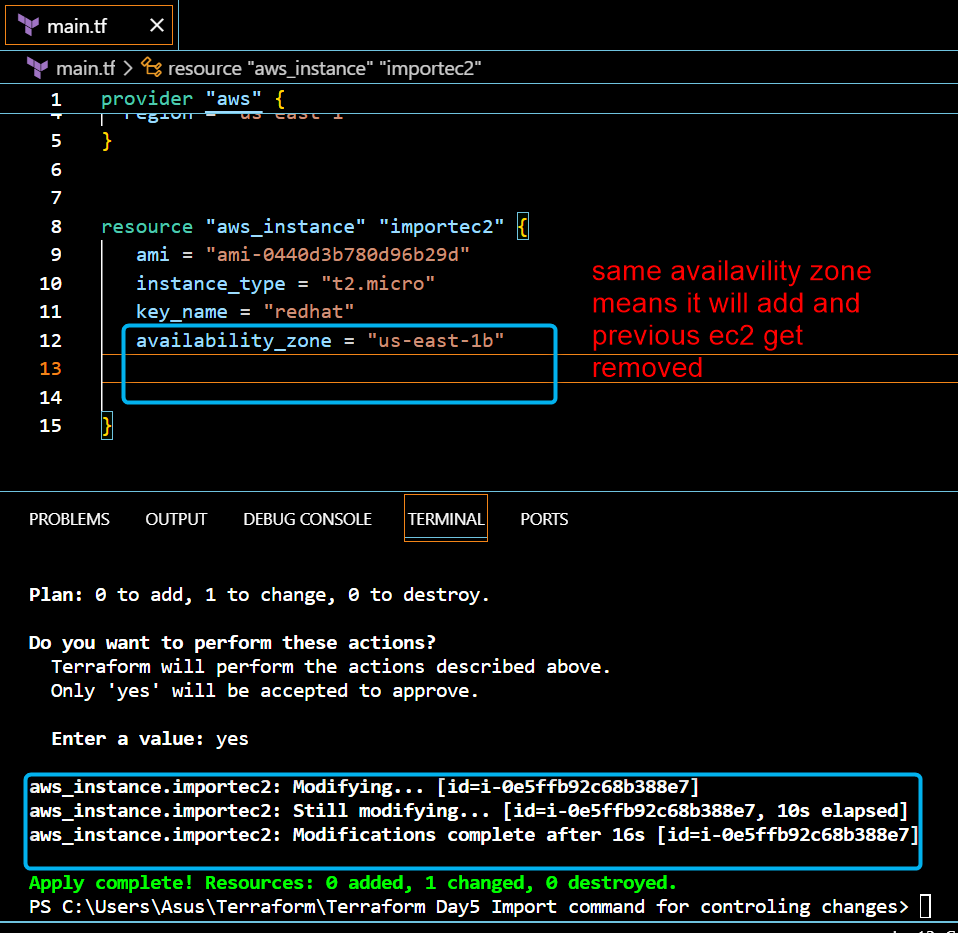 main.tf
main.tf > resource "aws_instance" "importec2"
1 provider "aws" {
4 region = "us-east-1"
5 }
6
7
8 resource "aws_instance" "importec2" {
9 ami = "ami-0440d3b780d96b29d"
10 instance_type = "t2.micro"
11 key_name = "redhat"
12 availability_zone = "us-east-1b"
13
14
15 }
same availavility zone
means it will add and
previous ec2 get
removed
PROBLEMS OUTPUT DEBUG CONSOLE TERMINAL PORTS
Plan: 0 to add, 1 to change, 0 to destroy.
Do you want to perform these actions?
Terraform will perform the actions described above.
Only 'yes' will be accepted to approve.
Enter a value: yes
aws_instance.importec2: Modifying... [id=i-0e5ffb92c68b388e7]
aws_instance.importec2: Still modifying... [id=i-0e5ffb92c68b388e7, 10s elapsed]
aws_instance.importec2: Modifications complete after 16s [id=i-0e5ffb92c68b388e7]
Apply complete! Resources: 0 added, 1 changed, 0 destroyed.
PS C:\Users\Asus\Terraform\Terraform Day5 Import command for controling changes>